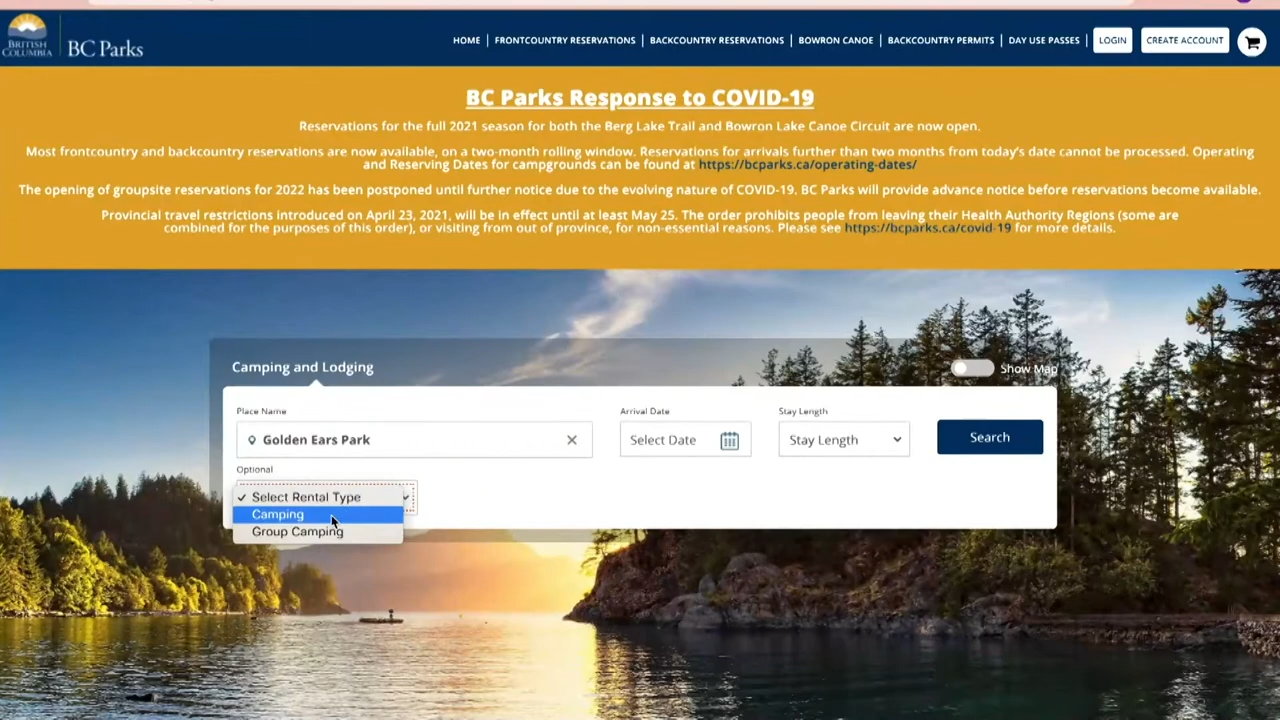 BRITISH
COLUMBIA
BC Parks
HOME
FRONTCOUNTRY RESERVATIONS
BACKCOUNTRY RESERVATIONS
BOWRON CANOE
BACKCOUNTRY PERMITS
DAY USE PASSES
LOGIN
CREATE ACCOUNT
BC Parks Response to COVID-19
Reservations for the full 2021 season for both the Berg Lake Trail and Bowron Lake Canoe Circuit are now open.
Most frontcountry and backcountry reservations are now available, on a two-month rolling window. Reservations for arrivals further than two months from today's date cannot be processed. Operating
and Reserving Dates for campgrounds can be found at https://bcparks.ca/operating-dates/
The opening of groupsite reservations for 2022 has been postponed until further notice due to the evolving nature of COVID-19. BC Parks will provide advance notice before reservations become available.
Provincial travel restrictions introduced on April 23, 2021, will be in effect until at least May 25. The order prohibits people from leaving their Health Authority Regions (some are
combined for the purposes of this order), or visiting from out of province, for non-essential reasons. Please see https://bcparks.ca/covid-19 for more details.
Camping and Lodging
Show Map
Place Name
Arrival Date
Stay Length
Golden Ears Park
Select Date
Stay Length
Search
Optional
Select Rental Type
Camping
Group Camping